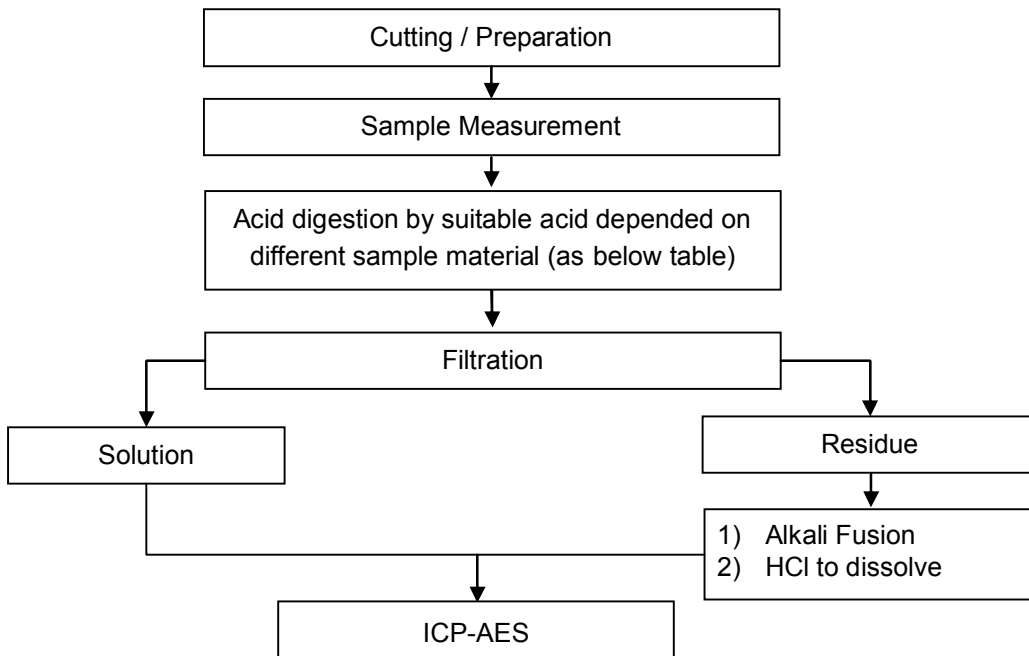 Cutting / Preparation
Sample Measurement
Acid digestion by suitable acid depended on
different sample material (as below table)
Filtration
Solution
Residue
1) Alkali Fusion
2) HCl to dissolve
ICP-AES